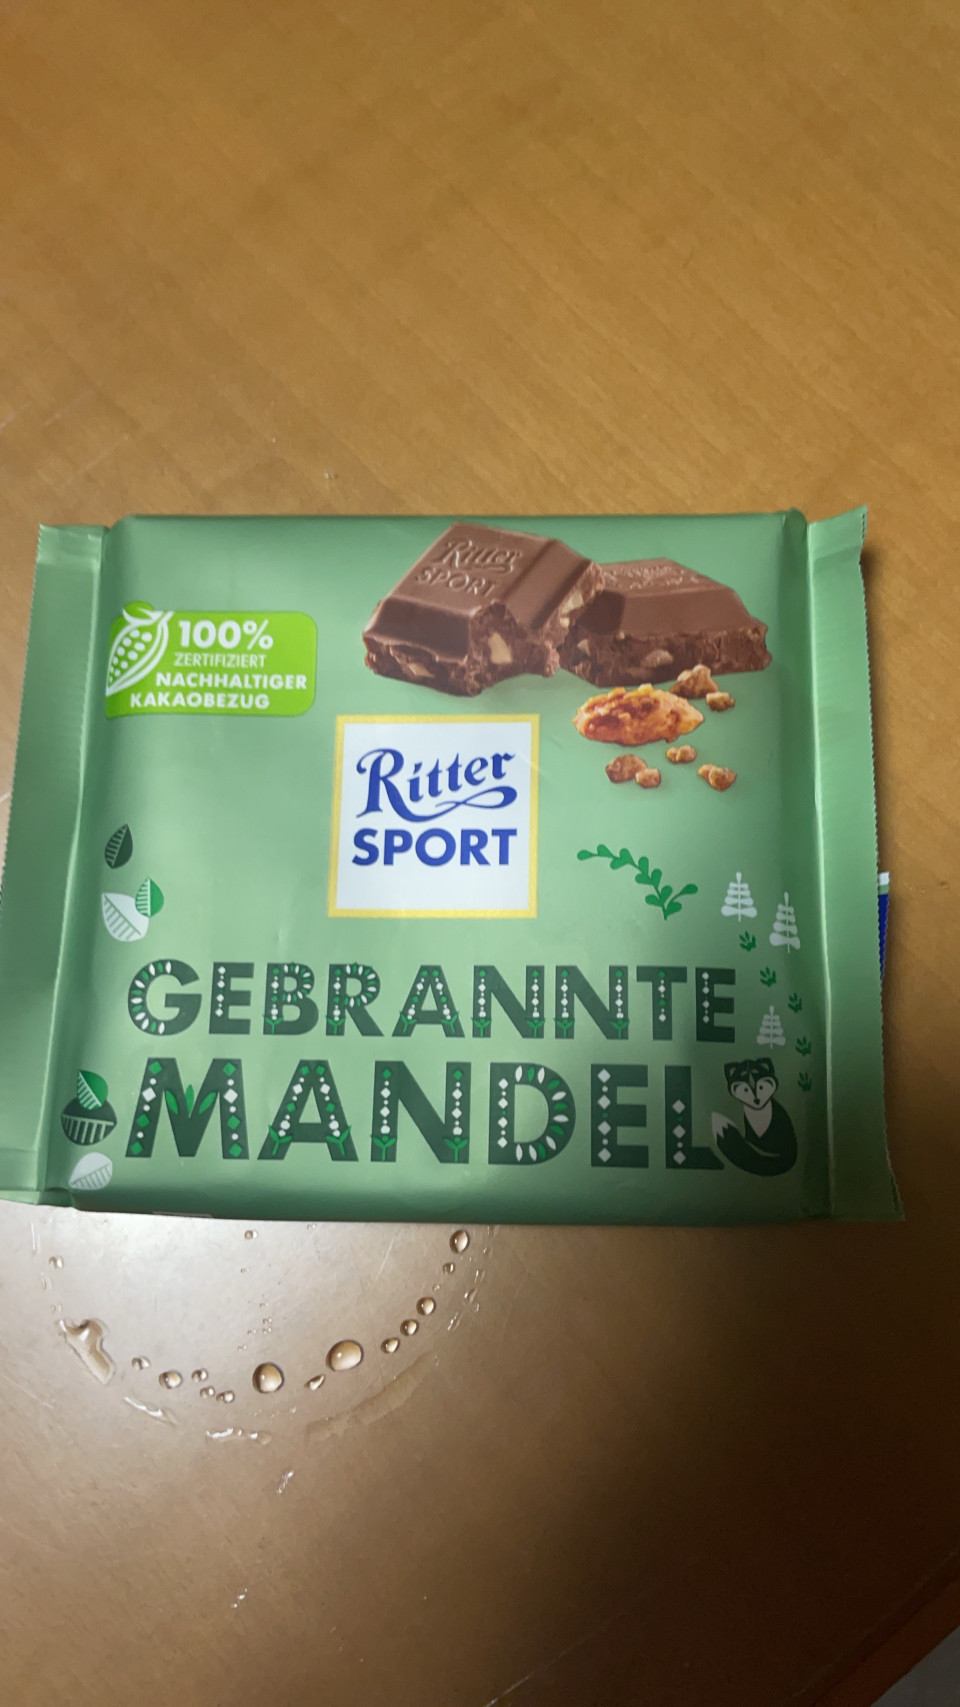 Ritter
SPORT
100%
ZERTIFIZIERT
NACHHALTIGER
KAKAOBEZUG
Ritter
SPORT
GEBRANNTE
MANDEL